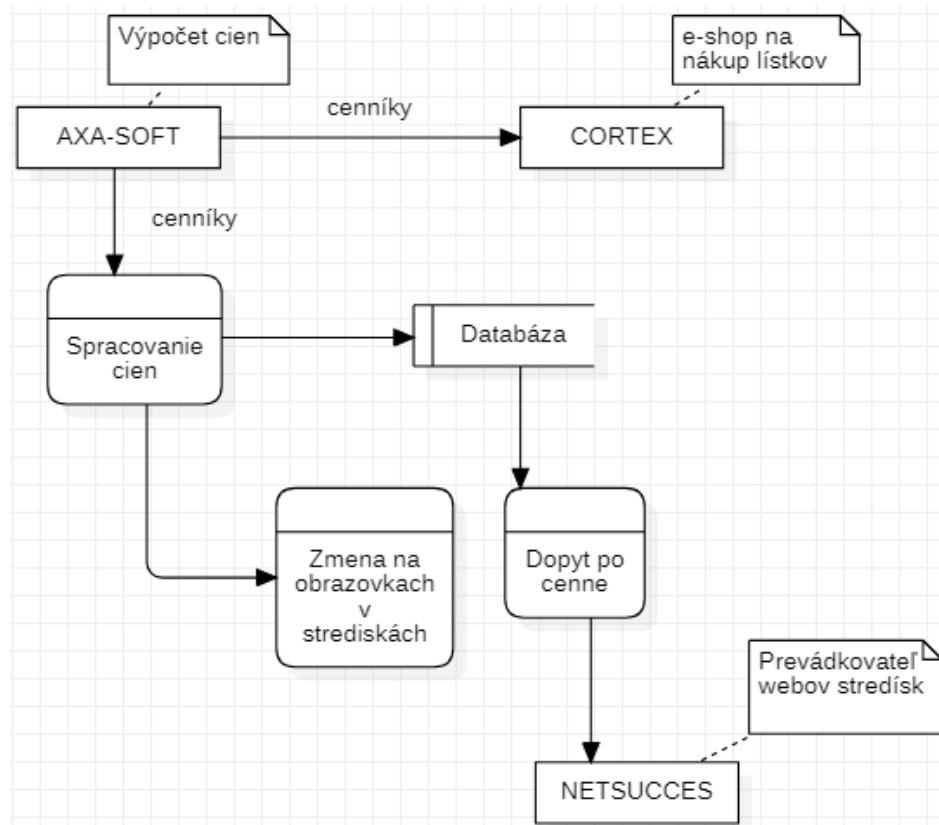 Výpočet cien
e-shop na
nákup lístkov
AXA-SOFT
cenníky
CORTEX
cenníky
Spracovanie
cien
Databáza
Zmena na
obrazovkach
v
strediskách
Dopyt po
cenne
Prevádkovateľ
webov stredísk
NETSUCCES